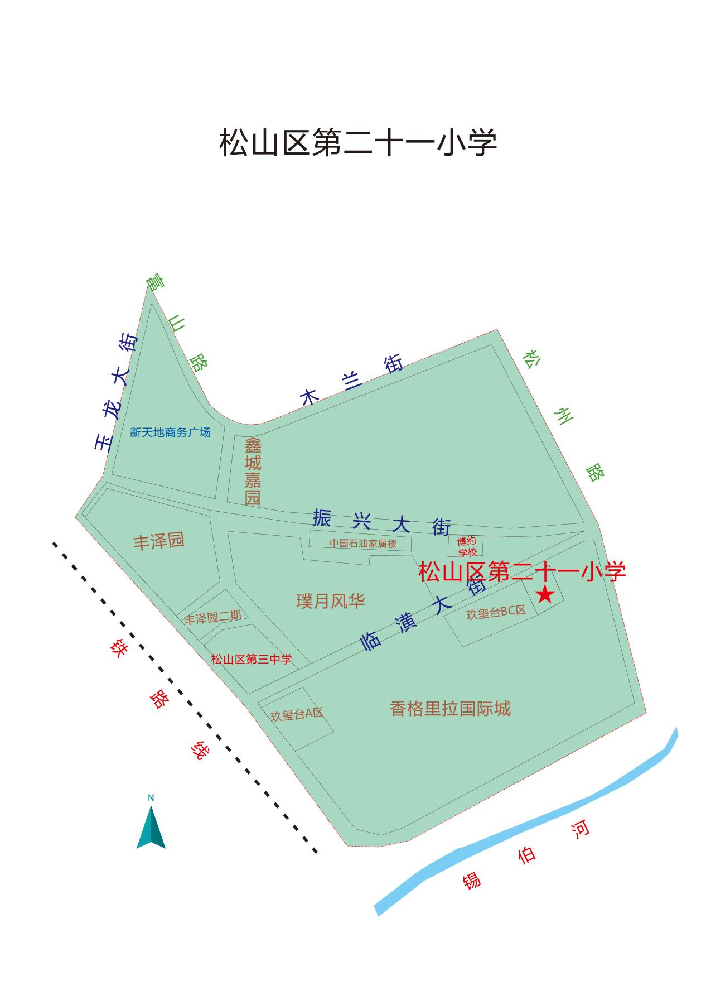 松山区第二十一小学
富山路
玉龙大街
木兰街
松州路
新天地商务广场
鑫城嘉园
振兴大街
丰泽园
中国石油家属楼
博约
学校
松山区第二十一小学
璞月风华
临潢大街
玖玺台BC区
丰泽园二期
松山区第三中学
铁路线
玖玺台A区
香格里拉国际城
N
锡伯河